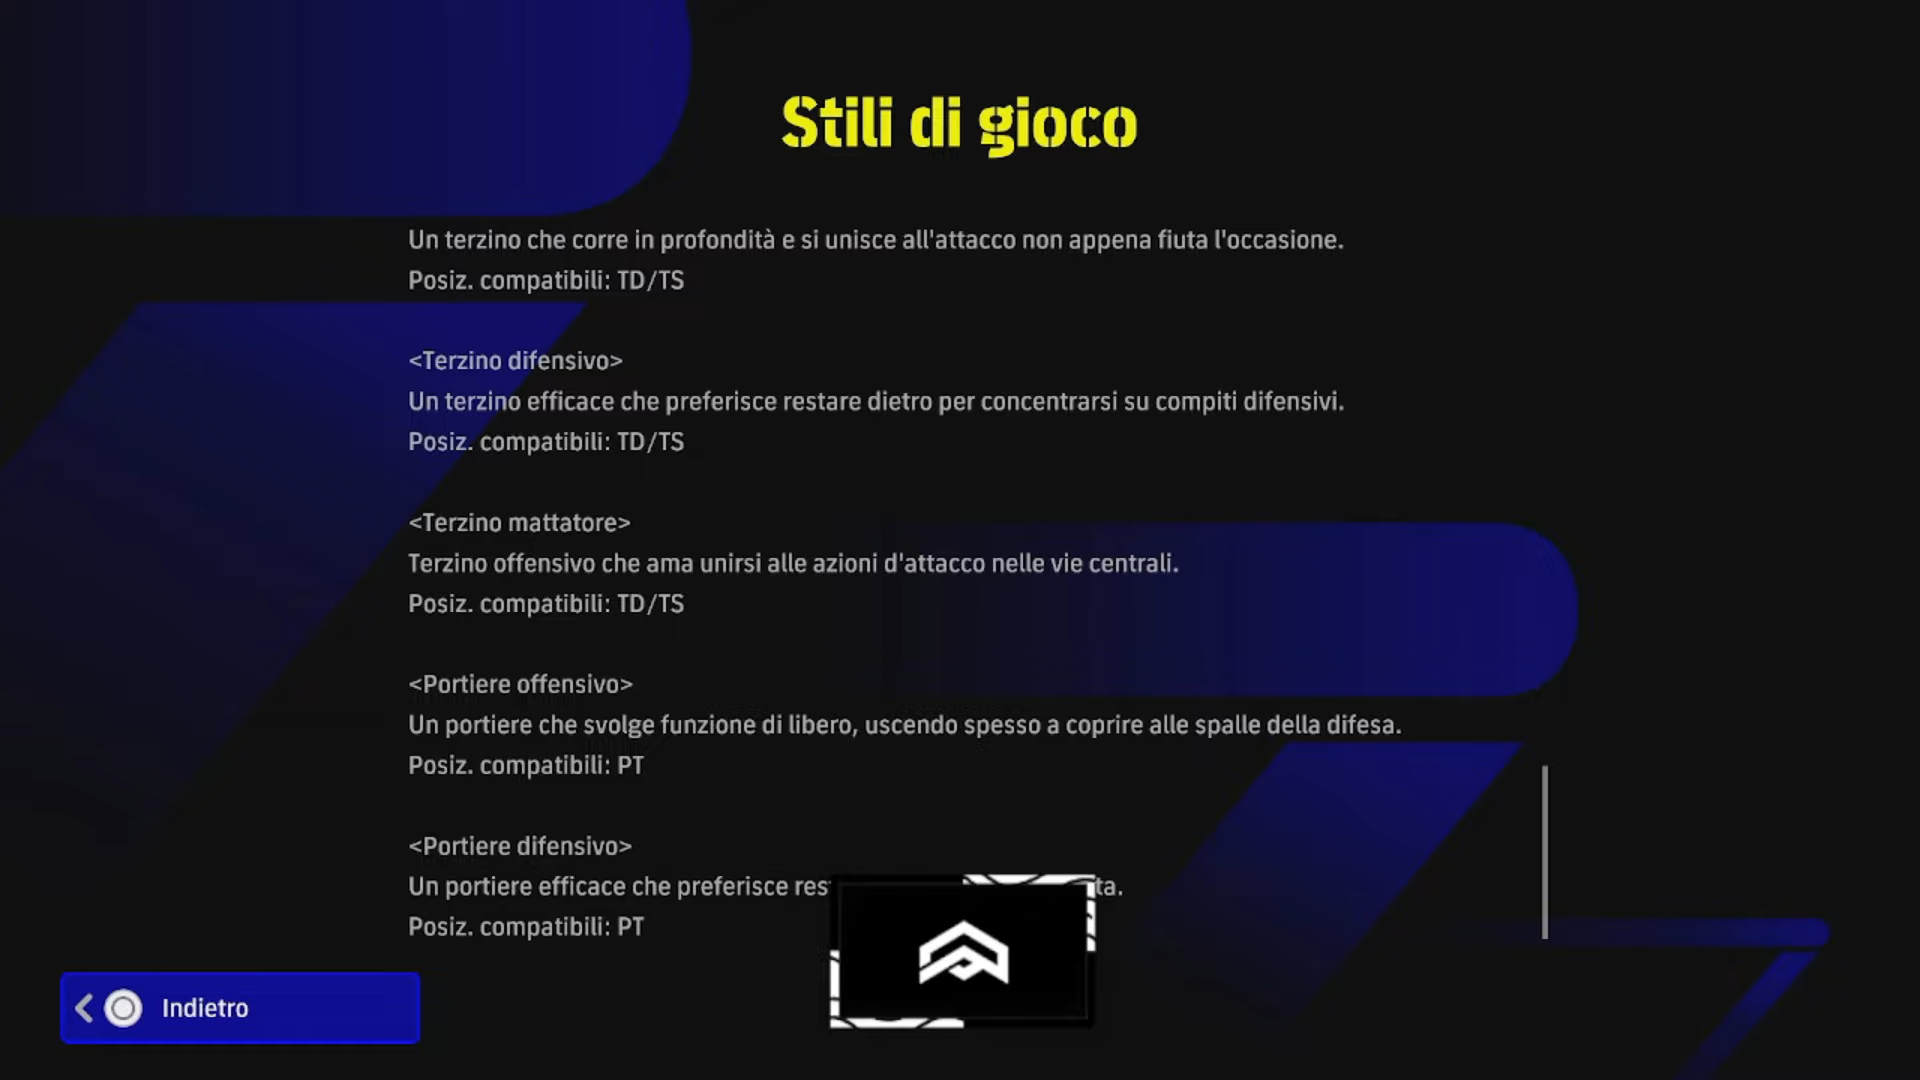 Stili di gioco
Un terzino che corre in profondità e si unisce all'attacco non appena fiuta l'occasione.
Posiz. compatibili: TD/TS
<Terzino difensivo>
Un terzino efficace che preferisce restare dietro per concentrarsi su compiti difensivi.
Posiz. compatibili: TD/TS
<Terzino mattatore>
Terzino offensivo che ama unirsi alle azioni d'attacco nelle vie centrali.
Posiz. compatibili: TD/TS
<Portiere offensivo>
Un portiere che svolge funzione di libero, uscendo spesso a coprire alle spalle della difesa.
Posiz. compatibili: PT
<Portiere difensivo>
Un portiere efficace che preferisce
Posiz. compatibili: PT
Indietro